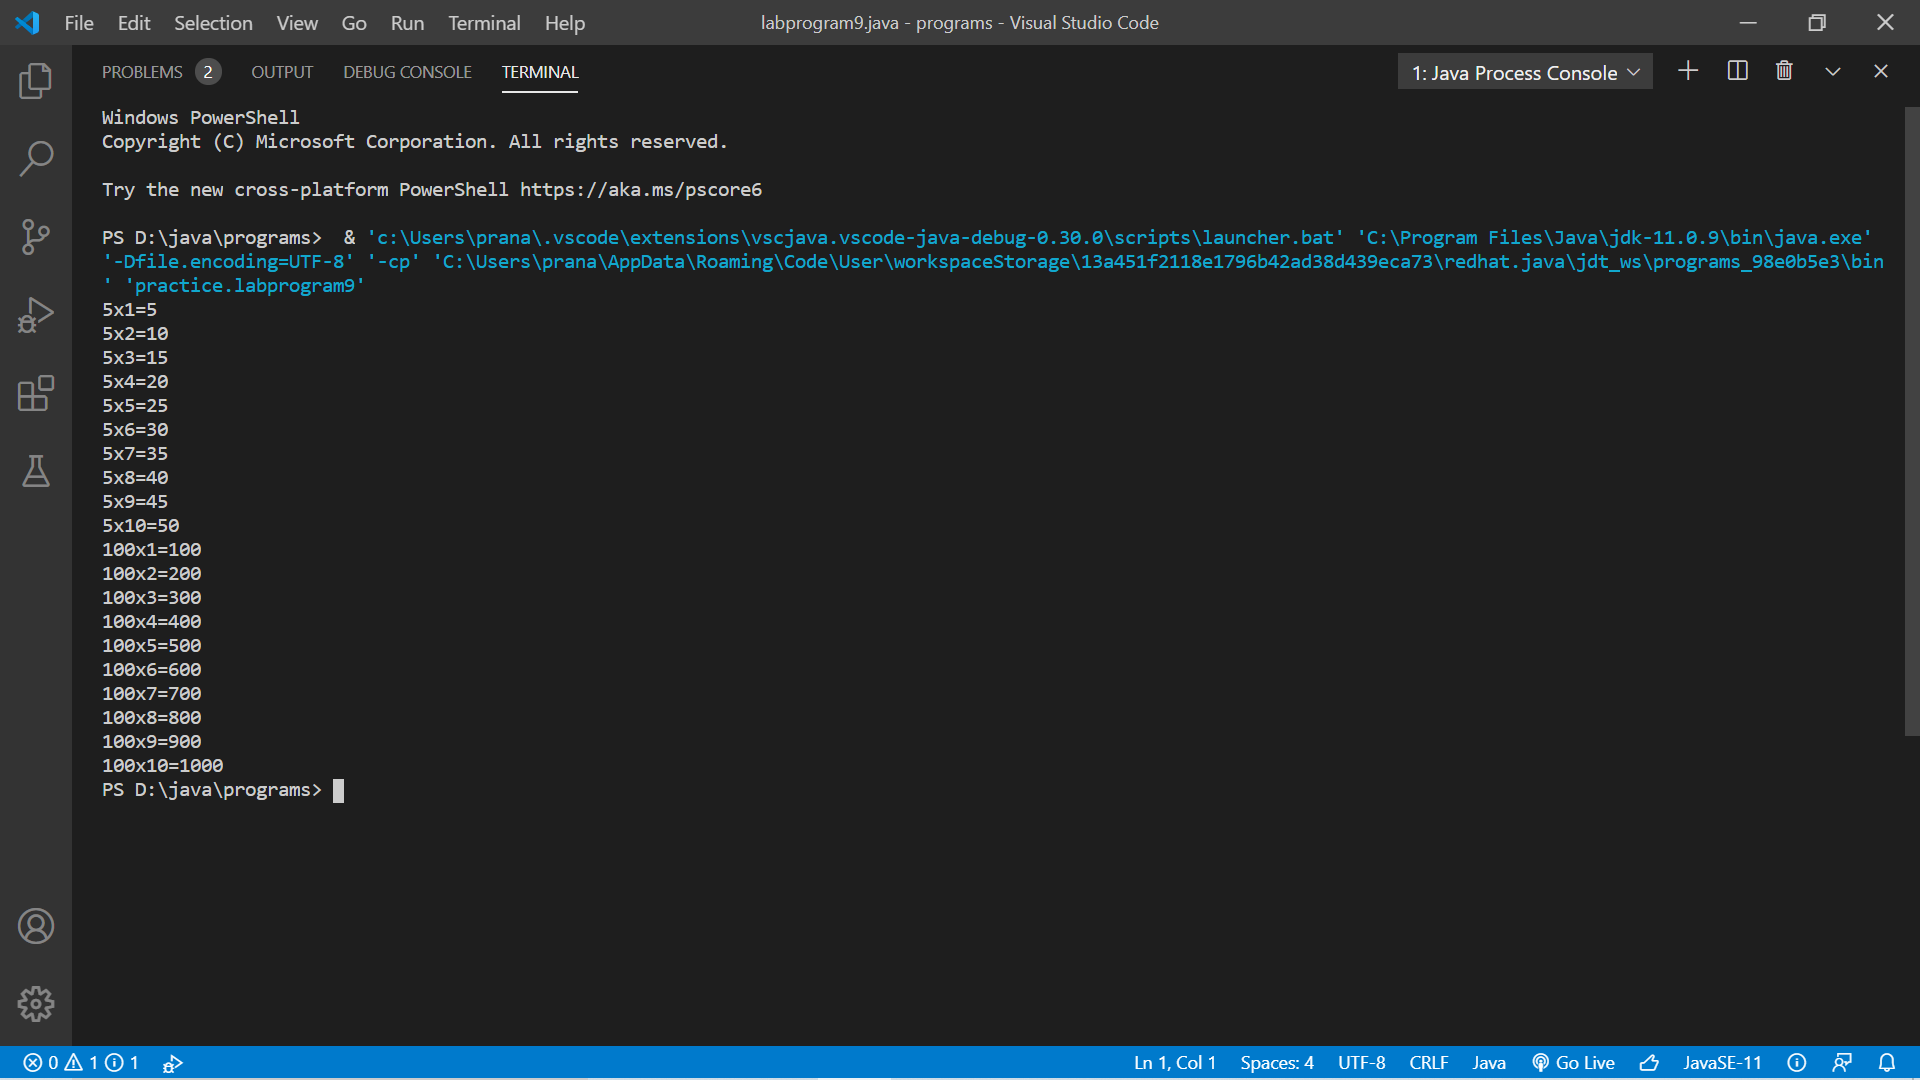 File Edit Selection View Go Run Terminal Help labprogram9.java - programs - Visual Studio Code
PROBLEMS 2 OUTPUT DEBUG CONSOLE TERMINAL 1: Java Process Console
Windows PowerShell
Copyright (C) Microsoft Corporation. All rights reserved.
Try the new cross-platform PowerShell https://aka.ms/pscore6
PS D:\java\programs>  & 'c:\Users\prana\.vscode\extensions\vscjava.vscode-java-debug-0.30.0\scripts\launcher.bat' 'C:\Program Files\Java\jdk-11.0.9\bin\java.exe'
'-Dfile.encoding=UTF-8' '-cp' 'C:\Users\prana\AppData\Roaming\Code\User\workspaceStorage\13a451f2118e1796b42ad38d439eca73\redhat.java\jdt_ws\programs_98e0b5e3\bin
' 'practice.labprogram9'
5x1=5
5x2=10
5x3=15
5x4=20
5x5=25
5x6=30
5x7=35
5x8=40
5x9=45
5x10=50
100x1=100
100x2=200
100x3=300
100x4=400
100x5=500
100x6=600
100x7=700
100x8=800
100x9=900
100x10=1000
PS D:\java\programs>
0 1 1 Ln 1, Col 1 Spaces: 4 UTF-8 CRLF Java Go Live JavaSE-11